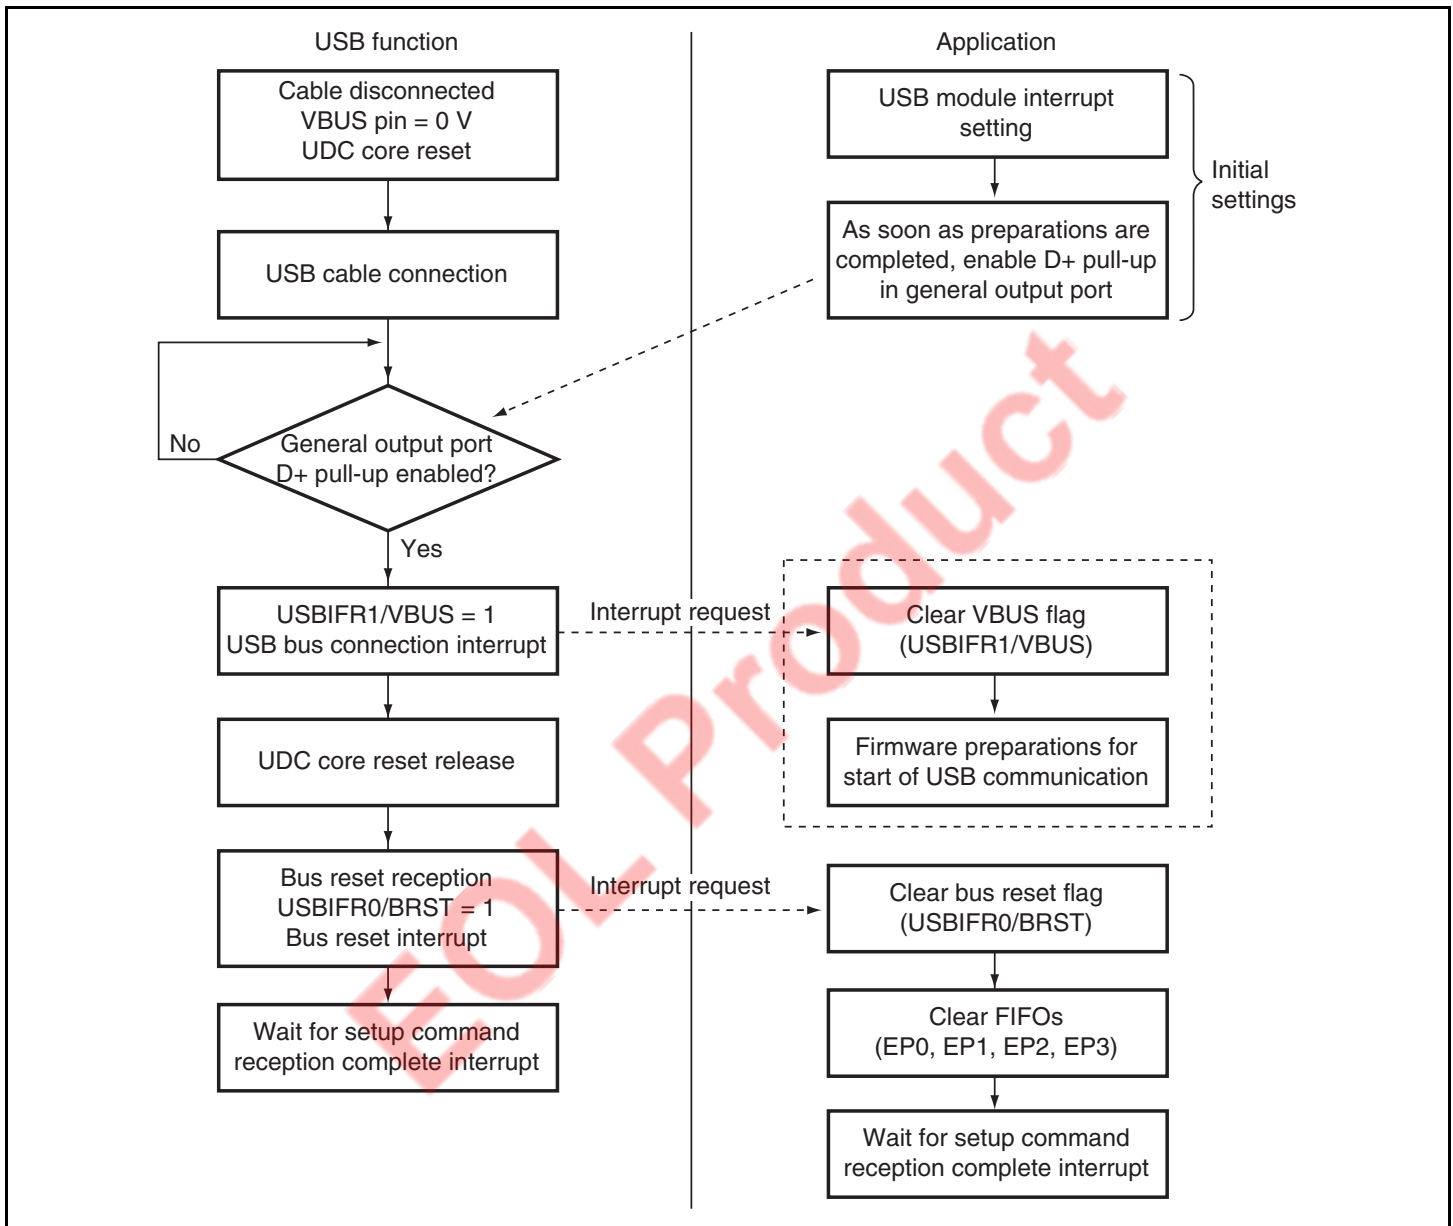 USB function
Cable disconnected
VBUS pin = 0 V
UDC core reset
USB cable connection
No
General output port
D+ pull-up enabled?
Yes
USBIFR1/VBUS = 1
USB bus connection interrupt
Interrupt request
UDC core reset release
Bus reset reception
USBIFR0/BRST = 1
Bus reset interrupt
Interrupt request
Wait for setup command
reception complete interrupt
Application
USB module interrupt
setting
As soon as preparations are
completed, enable D+ pull-up
in general output port
Initial
settings
Clear VBUS flag
(USBIFR1/VBUS)
Firmware preparations for
start of USB communication
Clear bus reset flag
(USBIFR0/BRST)
Clear FIFOs
(EP0, EP1, EP2, EP3)
Wait for setup command
reception complete interrupt
EOL Product